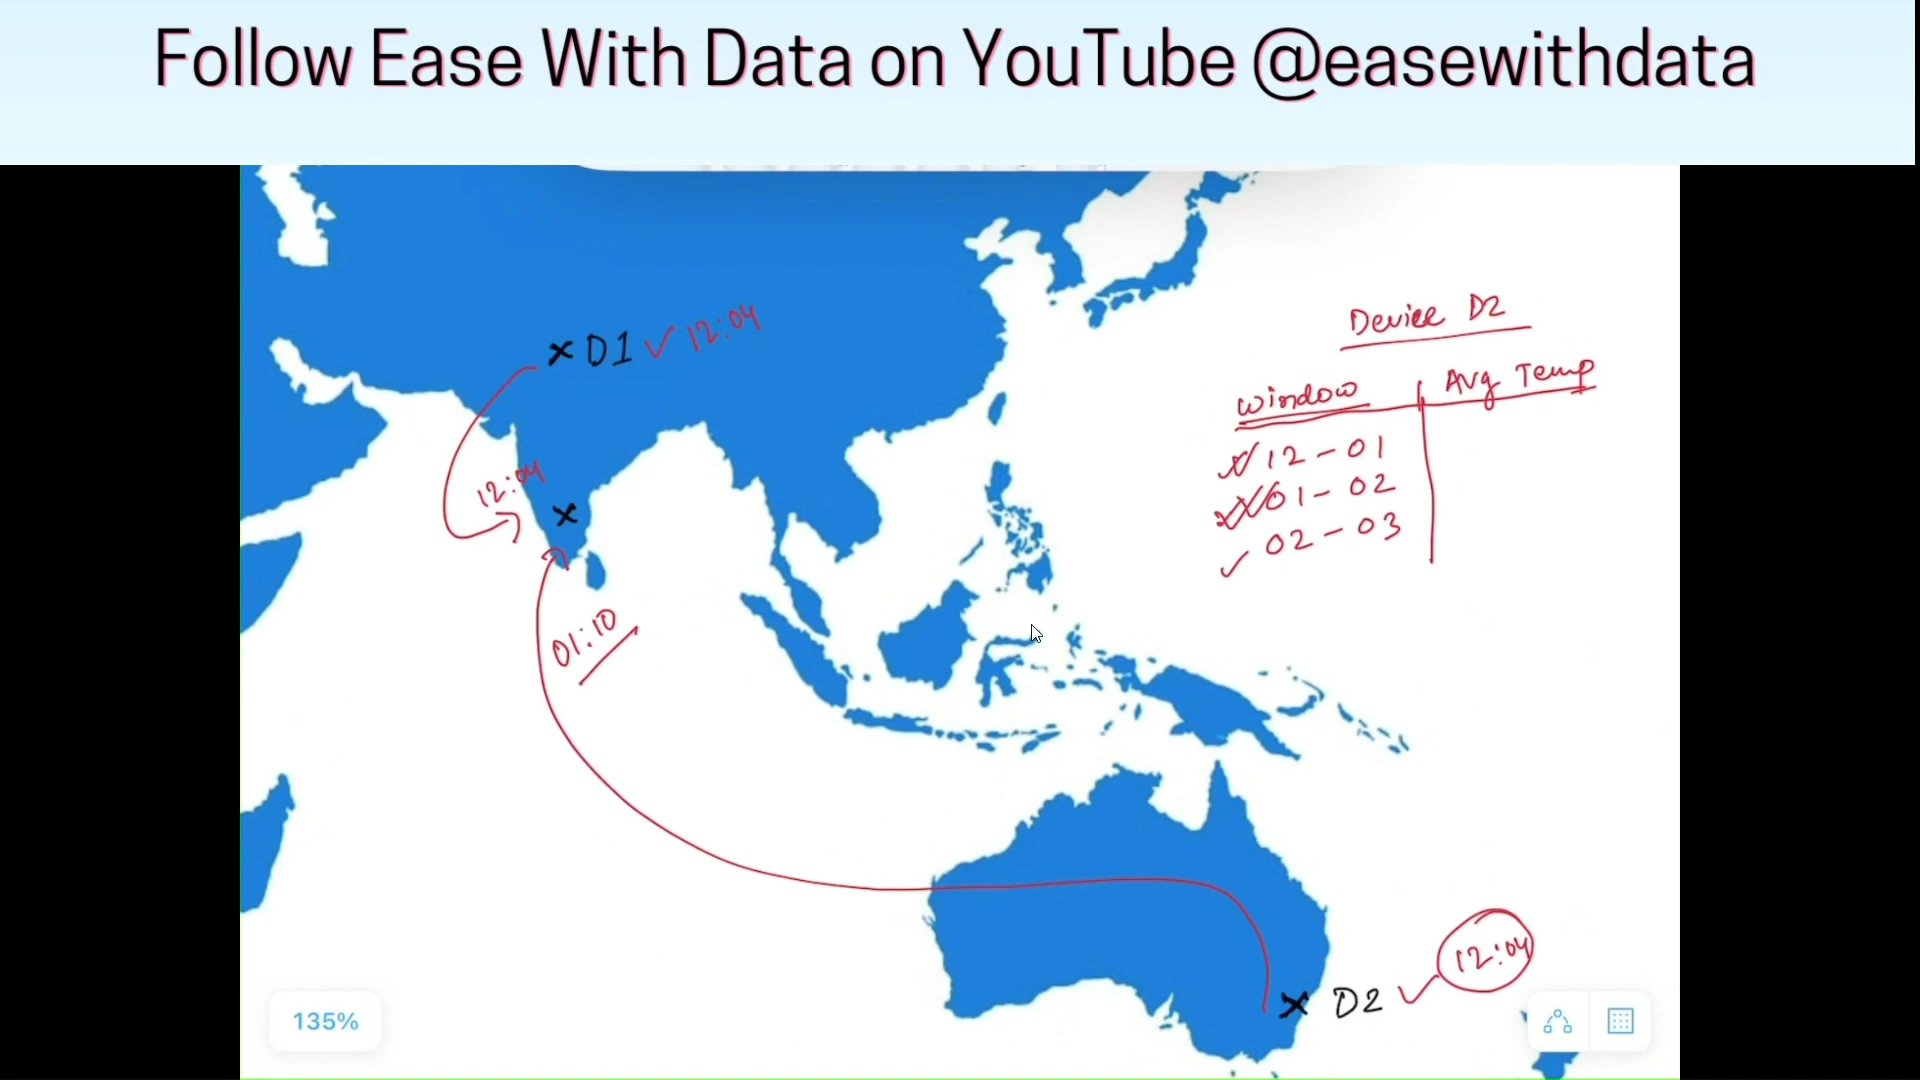 Follow Ease With Data on YouTube @easewithdata
D1 12:04
Device D2
Window Avg Temp
12-01
01-02
02-03
12:04
01:10
12:04
D2
135%